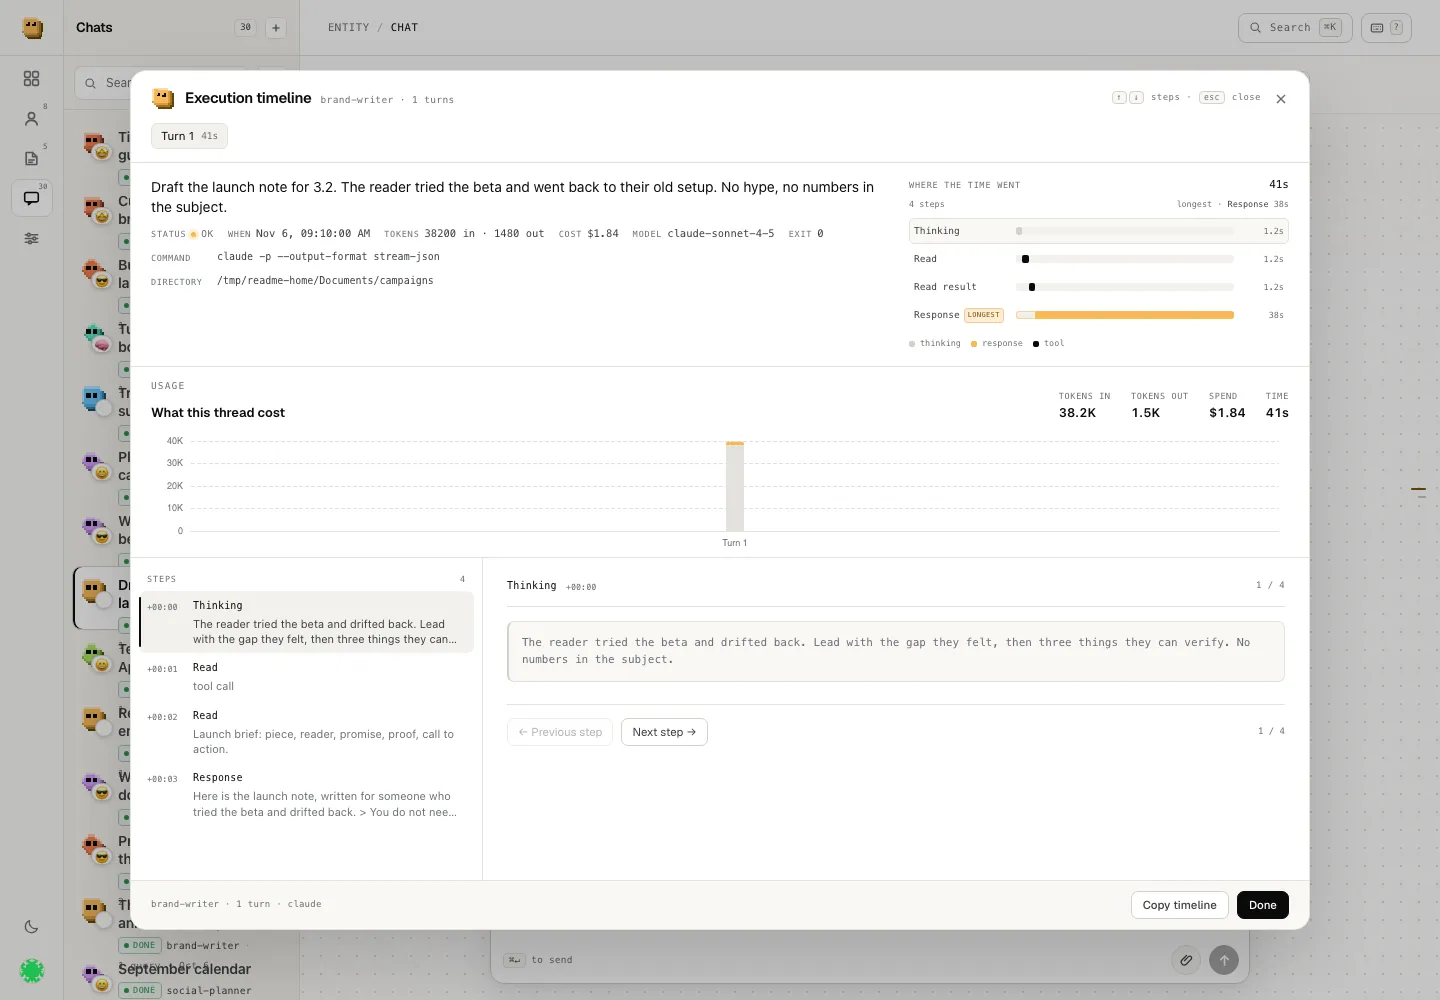 Chats
30
+
ENTITY / CHAT
Search ⌘K
?
8
5
30
Execution timeline brand-writer · 1 turns
↑ ↓ steps · esc close ×
Turn 1 41s
Draft the launch note for 3.2. The reader tried the beta and went back to their old setup. No hype, no numbers in
the subject.
STATUS OK WHEN Nov 6, 09:10:00 AM TOKENS 38200 in · 1480 out COST $1.84 MODEL claude-sonnet-4-5 EXIT 0
COMMAND claude -p --output-format stream-json
DIRECTORY /tmp/readme-home/Documents/campaigns
WHERE THE TIME WENT 41s
4 steps longest · Response 38s
Thinking 1.2s
Read 1.2s
Read result 1.2s
Response LONGEST 38s
thinking response tool
USAGE
What this thread cost
TOKENS IN TOKENS OUT SPEND TIME
38.2K 1.5K $1.84 41s
40K
30K
20K
10K
0
Turn 1
STEPS 4
+00:00 Thinking
The reader tried the beta and drifted back. Lead
with the gap they felt, then three things they can...
+00:01 Read
tool call
+00:02 Read
Launch brief: piece, reader, promise, proof, call to
action.
+00:03 Response
Here is the launch note, written for someone who
tried the beta and drifted back. > You do not nee...
Thinking +00:00 1 / 4
The reader tried the beta and drifted back. Lead with the gap they felt, then three things they can verify. No
numbers in the subject.
← Previous step Next step → 1 / 4
brand-writer · 1 turn · claude
Copy timeline Done
DONE brand-writer
September calendar
DONE social-planner
⌘↵ to send